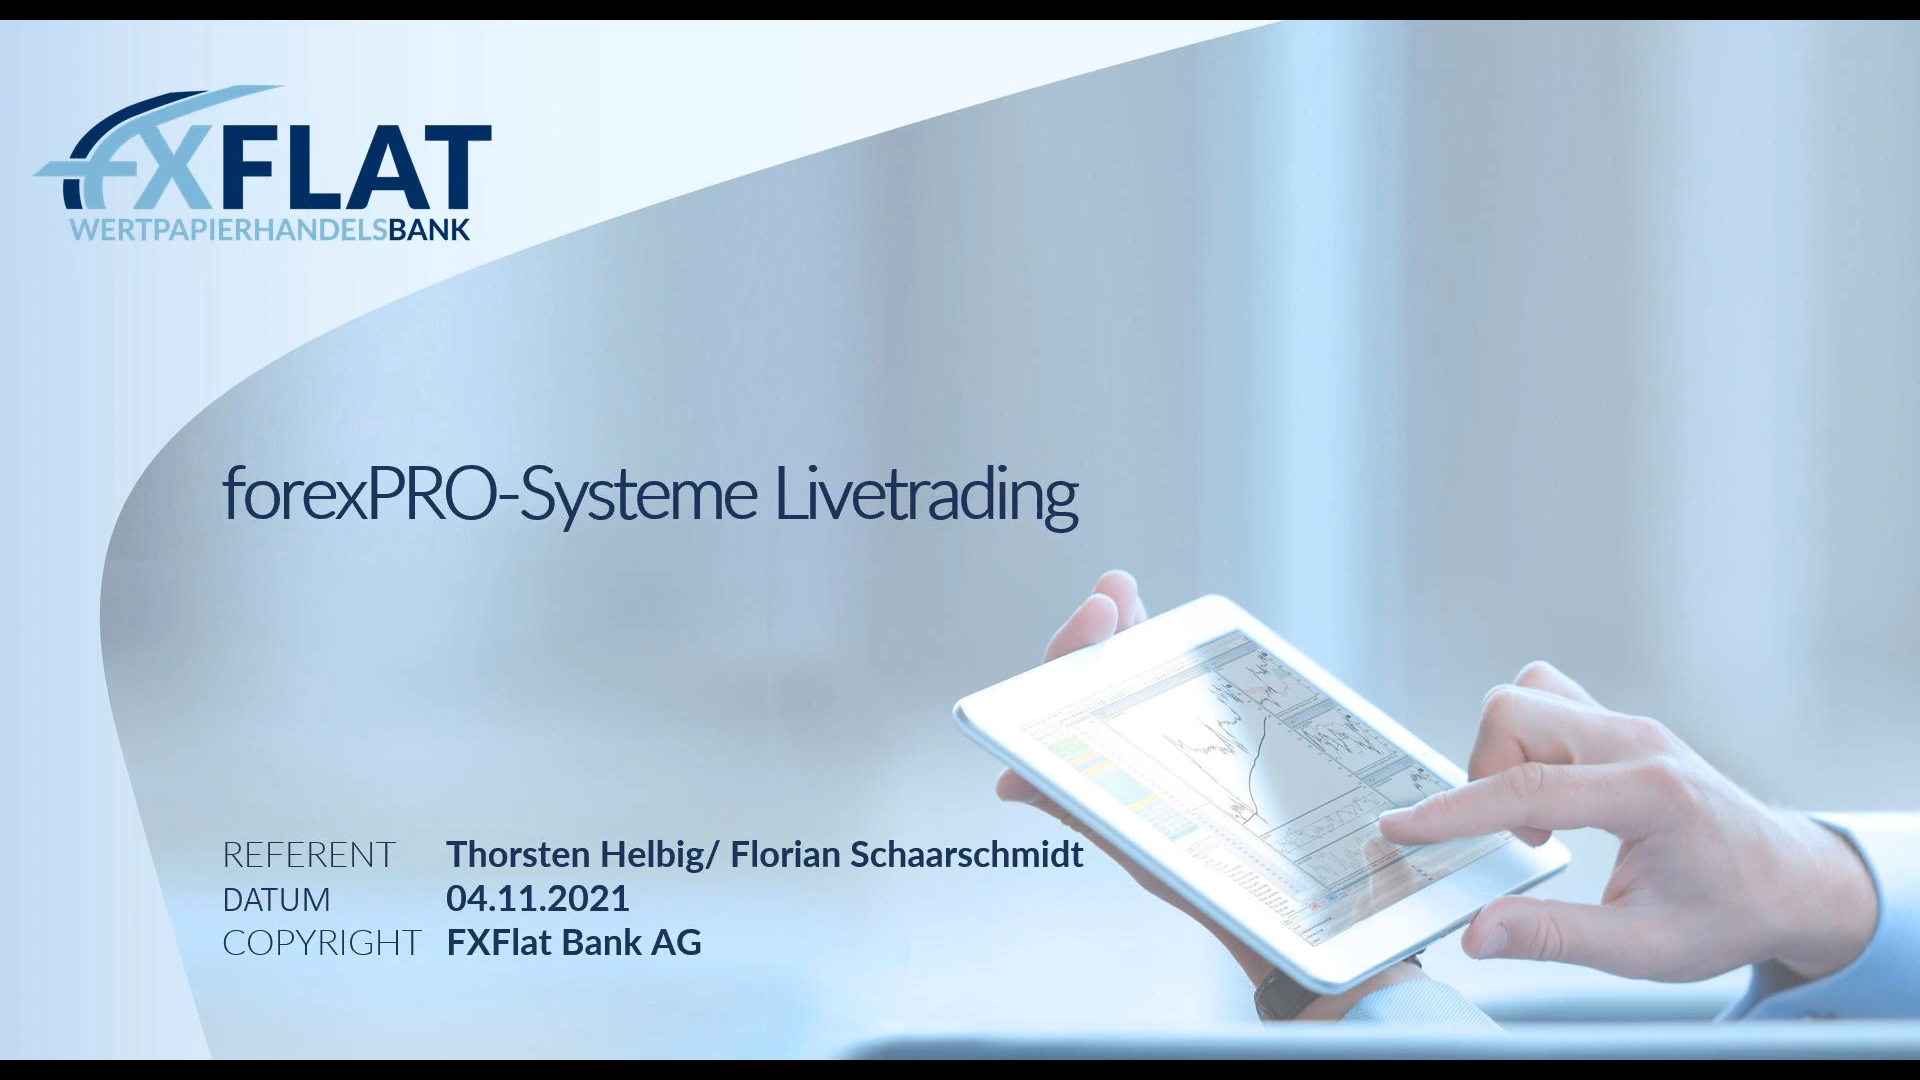 fXFLAT
WERTPAPIERHANDELSBANK
forexPRO-Systeme Livetrading
REFERENT Thorsten Helbig/ Florian Schaarschmidt
DATUM 04.11.2021
COPYRIGHT FXFlat Bank AG